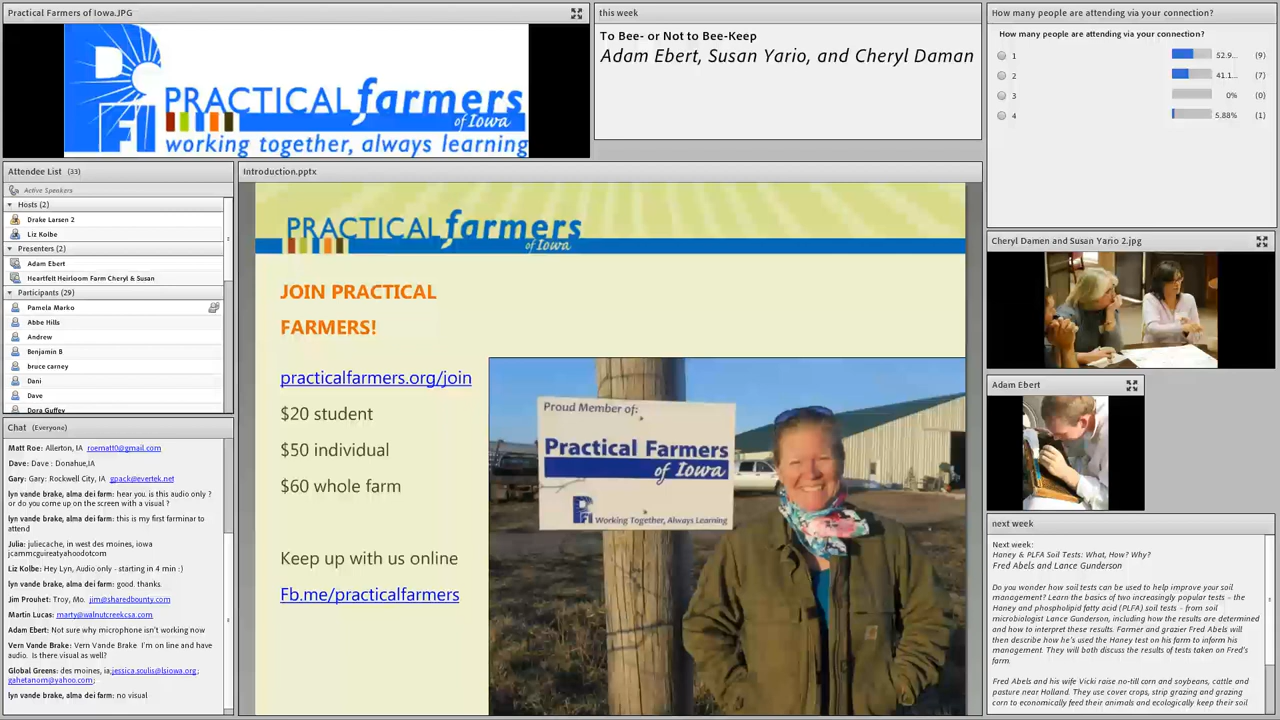 Practical Farmers of Iowa.JPG
PRACTICAL farmers
of Iowa
working together, always learning
this week
To Bee- or Not to Bee-Keep
Adam Ebert, Susan Yario, and Cheryl Daman
How many people are attending via your connection?
How many people are attending via your connection?
1 52.9... (9)
2 41.1... (7)
3 0% (0)
4 5.88% (1)
Attendee List (33)
Active Speakers
Hosts (2)
Drake Larsen 2
Liz Kolbe
Presenters (2)
Adam Ebert
Heartfelt Heirloom Farm Cheryl & Susan
Participants (29)
Pamela Marko
Abbe Hills
Andrew
Benjamin B
bruce carney
Dani
Dave
Dora Guffey
Chat (Everyone)
Matt Roe: Allerton, IA roematt0@gmail.com
Dave: Dave : Donahue,IA
Gary: Gary: Rockwell City, IA gpack@evertek.net
lyn vande brake, alma dei farm: hear you. is this audio only ?
or do you come up on the screen with a visual ?
lyn vande brake, alma dei farm: this is my first farminar to
attend
Julia: juliecache, in west des moines, iowa
jcammcguireatyahoodotcom
Liz Kolbe: Hey Lyn, Audio only - starting in 4 min :)
lyn vande brake, alma dei farm: good. thanks.
Jim Prouhet: Troy, Mo. jim@sharedbounty.com
Martin Lucas: marty@walnutcreekcsa.com
Adam Ebert: Not sure why microphone isn't working now
Vern Vande Brake: Vern Vande Brake I'm on line and have
audio. Is there visual as well?
Global Greens: des moines, ia,jessica.soulis@lsiowa.org;
gahetanom@yahoo.com;
lyn vande brake, alma dei farm: no visual
Introduction.pptx
PRACTICAL farmers
of Iowa
JOIN PRACTICAL
FARMERS!
practicalfarmers.org/join
$20 student
$50 individual
$60 whole farm
Keep up with us online
Fb.me/practicalfarmers
Proud Member of:
Practical Farmers
of Iowa
Working Together, Always Learning
Cheryl Damen and Susan Yario 2.jpg
Adam Ebert
next week
Next week:
Haney & PLFA Soil Tests: What, How? Why?
Fred Abels and Lance Gunderson
Do you wonder how soil tests can be used to help improve your soil
management? Learn the basics of two increasingly popular tests – the
Haney and phospholipid fatty acid (PLFA) soil tests – from soil
microbiologist Lance Gunderson, including how the results are determined
and how to interpret these results. Farmer and grazier Fred Abels will
then describe how he's used the Haney test on his farm to inform his
management. They will both discuss the results of tests taken on Fred's
farm.
Fred Abels and his wife Vicki raise no-till corn and soybeans, cattle and
pasture near Holland. They use cover crops, strip grazing and grazing
corn to economically feed their animals and ecologically keep their soil